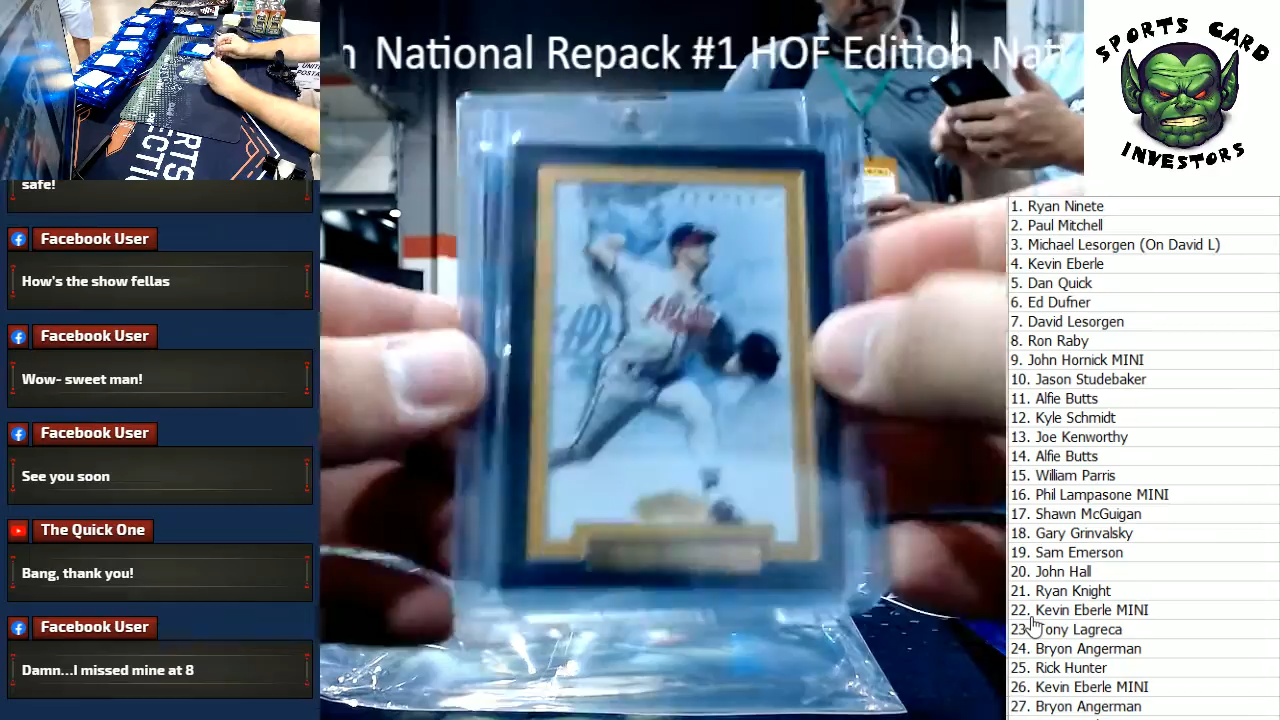 n National Repack #1 HOF Edition Nati
SPORTS CARD
INVESTORS
safe!
Facebook User
How's the show fellas
Facebook User
Wow- sweet man!
Facebook User
See you soon
The Quick One
Bang, thank you!
Facebook User
Damn...I missed mine at 8
1. Ryan Ninete
2. Paul Mitchell
3. Michael Lesorgen (On David L)
4. Kevin Eberle
5. Dan Quick
6. Ed Dufner
7. David Lesorgen
8. Ron Raby
9. John Hornick MINI
10. Jason Studebaker
11. Alfie Butts
12. Kyle Schmidt
13. Joe Kenworthy
14. Alfie Butts
15. William Parris
16. Phil Lampasone MINI
17. Shawn McGuigan
18. Gary Grinvalsky
19. Sam Emerson
20. John Hall
21. Ryan Knight
22. Kevin Eberle MINI
23. Tony Lagreca
24. Bryon Angerman
25. Rick Hunter
26. Kevin Eberle MINI
27. Bryon Angerman